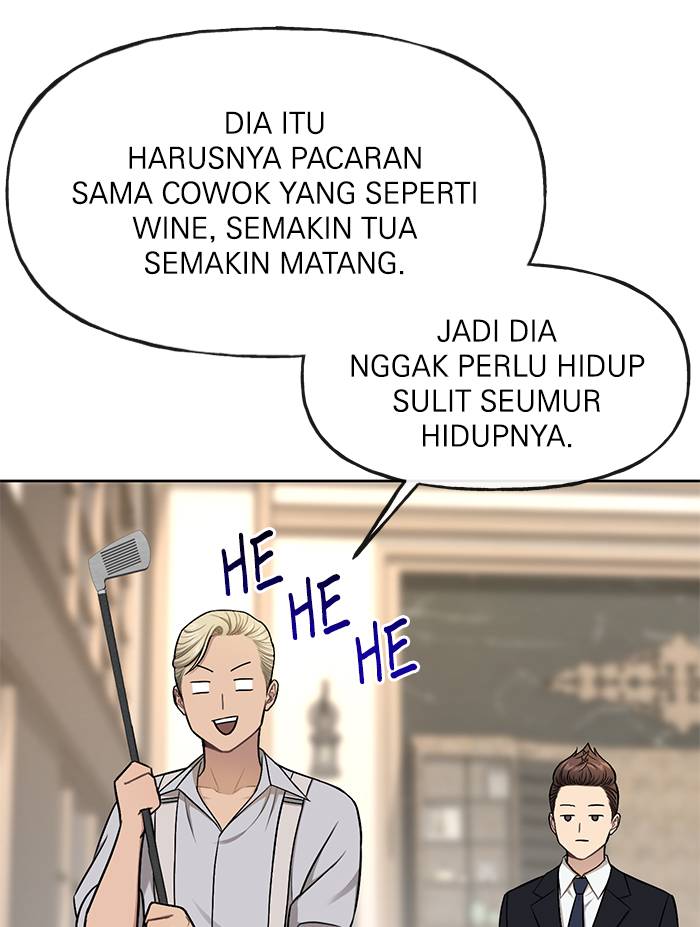 DIA ITU
HARUSNYA PACARAN
SAMA COWOK YANG SEPERTI
WINE, SEMAKIN TUA
SEMAKIN MATANG.
JADI DIA
NGGAK PERLU HIDUP
SULIT SEUMUR
HIDUPNYA.
HE
HE
HE